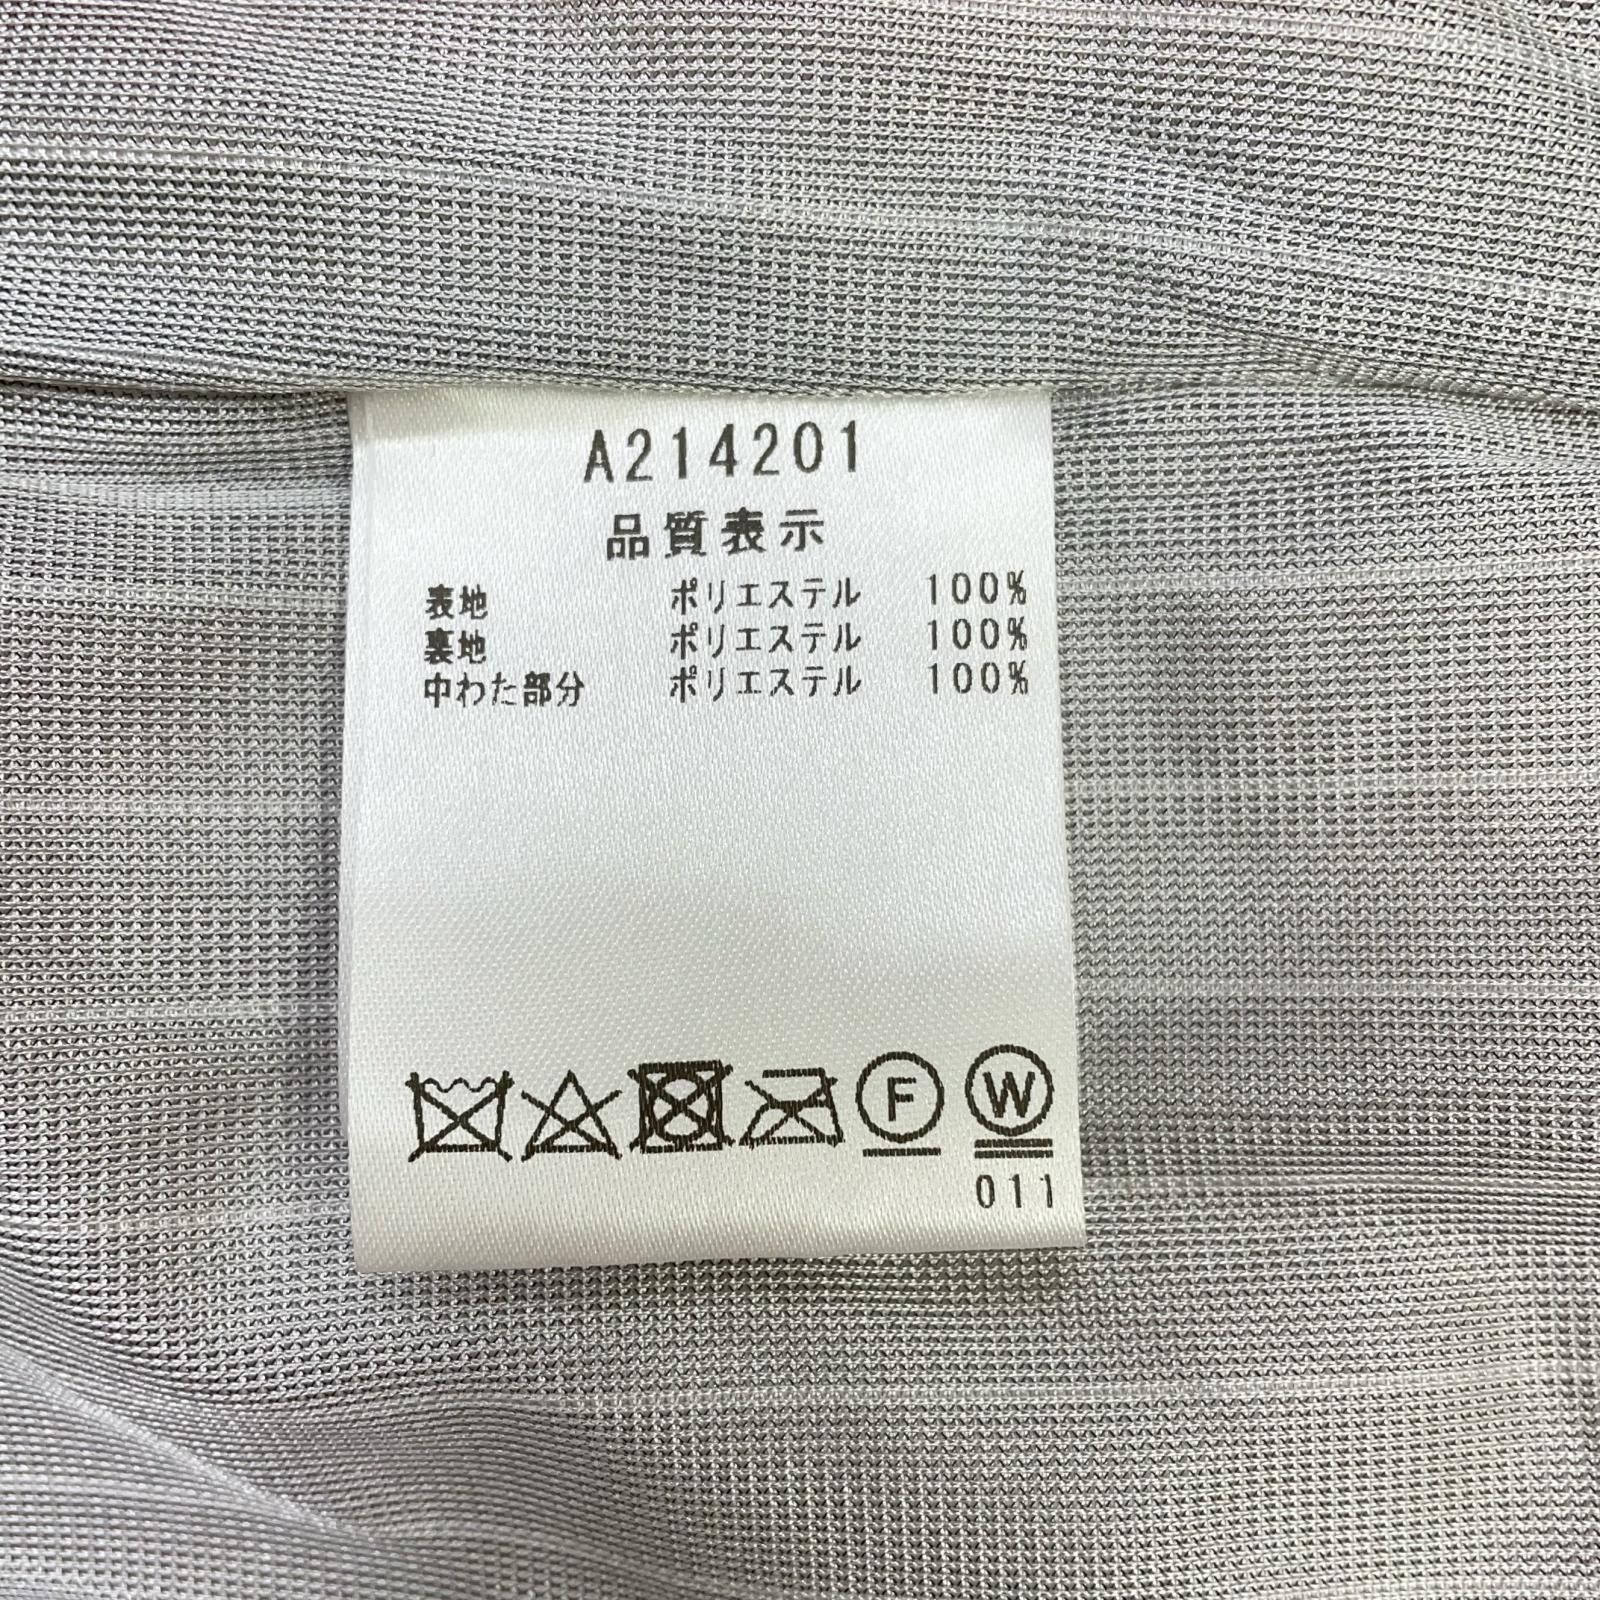 A214201
品質表示
表地 ポリエステル 100%
裏地 ポリエステル 100%
中わた部分 ポリエステル 100%
F W
011